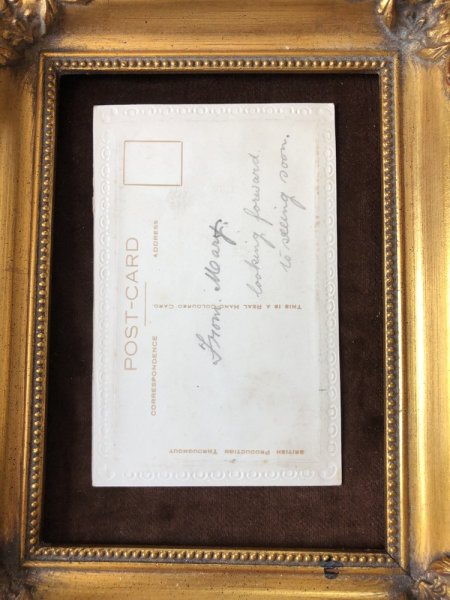 POST-CARD
CORRESPONDENCE
ADDRESS
From. Mary.
looking forward.
to seeing soon.
THIS IS A REAL HAND-COLOURED CARD
BRITISH PRODUCTION THROUGHOUT